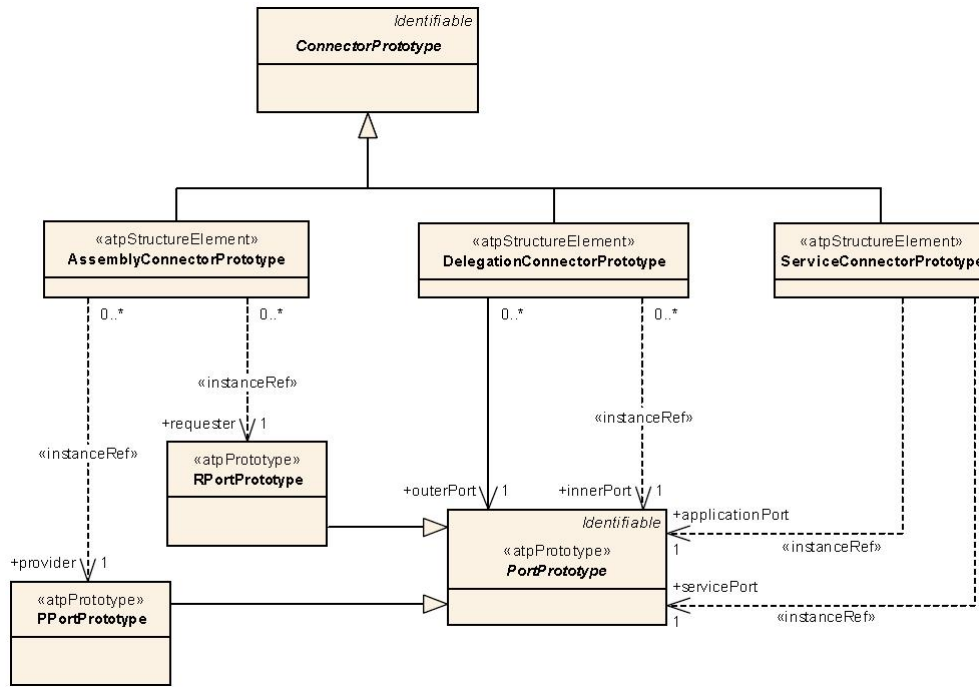 Identifiable
ConnectorPrototype
«atpStructureElement»
AssemblyConnectorPrototype
«atpStructureElement»
DelegationConnectorPrototype
«atpStructureElement»
ServiceConnectorPrototype
0..*
0..*
0..*
0..*
«instanceRef»
«instanceRef»
«instanceRef»
+requester 1
«atpPrototype»
RPortPrototype
+outerPort 1
+innerPort 1
Identifiable
«atpPrototype»
PortPrototype
+applicationPort
1
«instanceRef»
+servicePort
1
«instanceRef»
+provider 1
«atpPrototype»
PPortPrototype